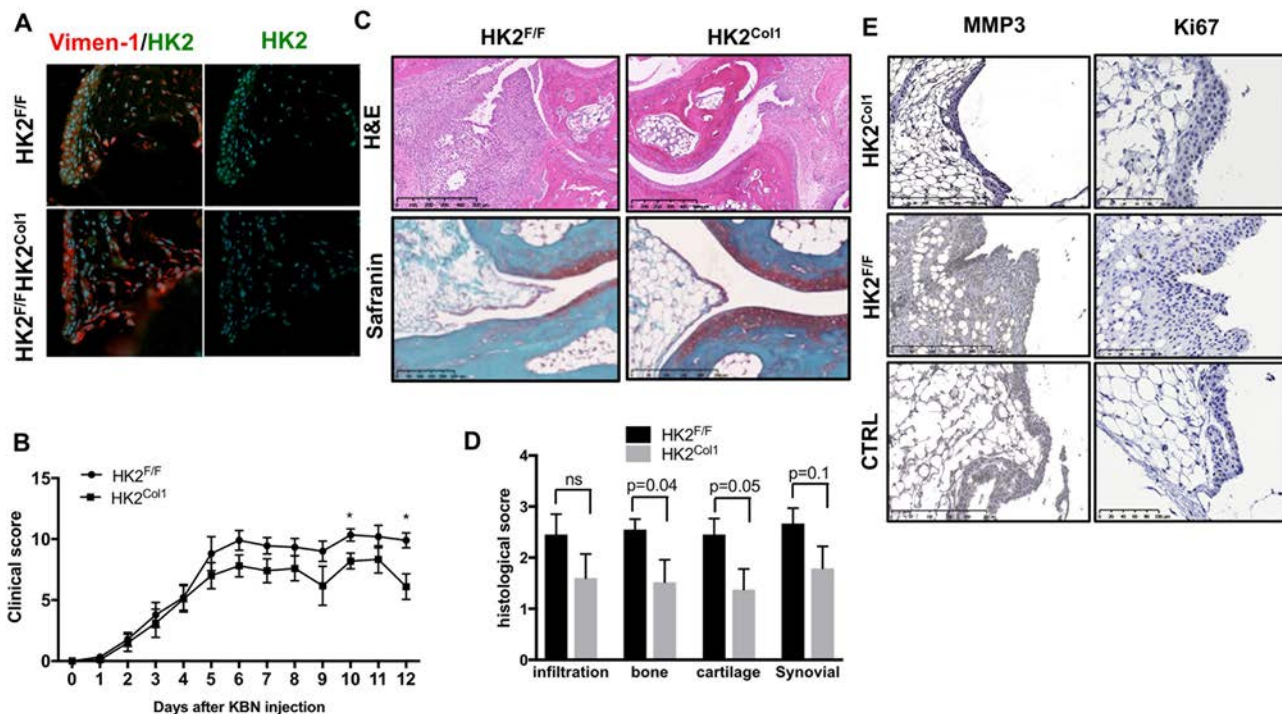 A
Vimen-1/HK2
HK2
HK2F/F
HK2F/FHK2Col1
B
Clinical score
HK2F/F
HK2Col1
15
10
5
0
*
*
0 1 2 3 4 5 6 7 8 9 10 11 12
Days after KBN injection
C
HK2F/F
HK2Col1
H&E
Safranin
D
HK2F/F
HK2Col1
histological socre
4
3
2
1
0
ns
p=0.04
p=0.05
p=0.1
infiltration
bone
cartilage
Synovial
E
MMP3
Ki67
HK2Col1
HK2F/F
CTRL